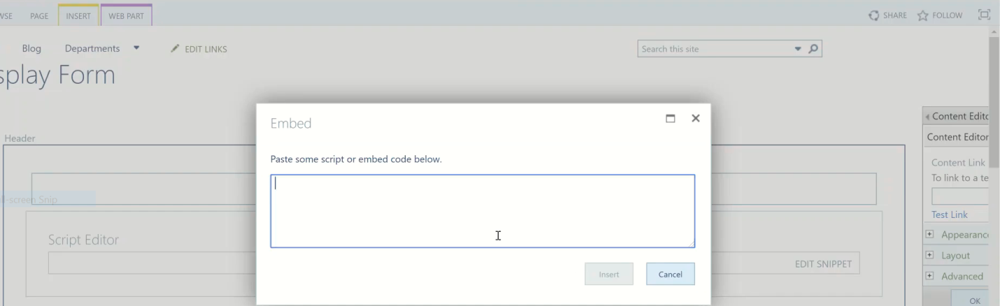 WSE PAGE INSERT WEB PART SHARE FOLLOW
Blog Departments EDIT LINKS Search this site
splay Form
Embed
Content Edito
Header
Content Editor
Paste some script or embed code below.
Content Link
To link to a te
ll-screen Snip
Test Link
Script Editor
Appearance
Layout
EDIT SNIPPET
Insert Cancel
Advanced
OK